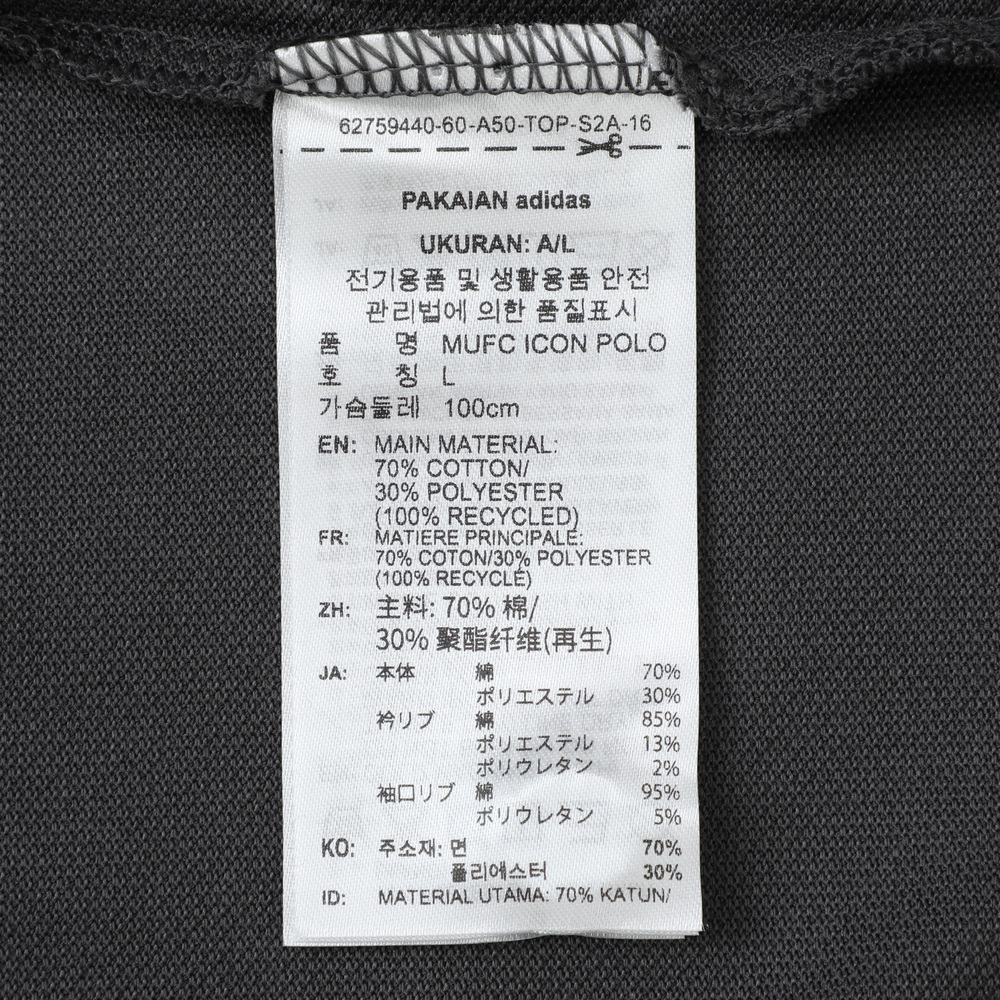 62759440-60-A50-TOP-S2A-16
PAKAIAN adidas
UKURAN: A/L
전기용품 및 생활용품 안전
관리법에 의한 품질표시
품 명 MUFC ICON POLO
호 칭 L
가슴둘레 100cm
EN: MAIN MATERIAL:
70% COTTON/
30% POLYESTER
(100% RECYCLED)
FR: MATIERE PRINCIPALE:
70% COTON/30% POLYESTER
(100% RECYCLÉ)
ZH: 主料: 70% 棉/
30% 聚酯纤维(再生)
JA: 本体 綿 70%
ポリエステル 30%
衿リブ 綿 85%
ポリエステル 13%
ポリウレタン 2%
袖口リブ 綿 95%
ポリウレタン 5%
KO: 주소재: 면 70%
폴리에스터 30%
ID: MATERIAL UTAMA: 70% KATUN/